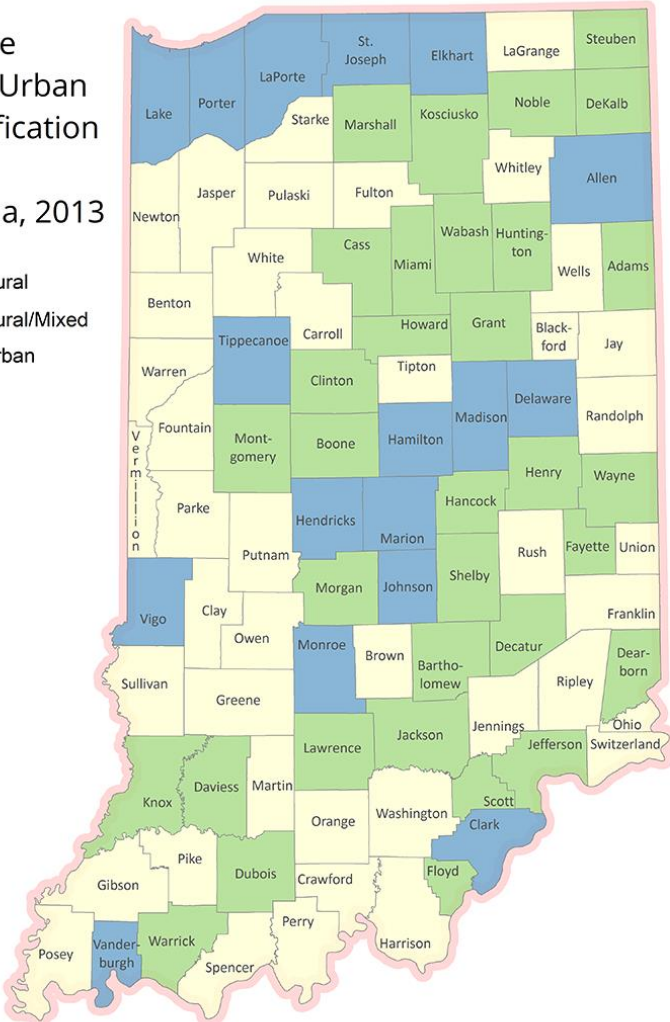 e
Urban
fication
a, 2013
ural
ural/Mixed
rban
Lake
Porter
LaPorte
St.
Joseph
Elkhart
LaGrange
Steuben
Starke
Marshall
Kosciusko
Noble
DeKalb
Newton
Jasper
Pulaski
Fulton
Whitley
Allen
White
Cass
Miami
Wabash
Hunting-
ton
Wells
Adams
Benton
Carroll
Howard
Grant
Black-
ford
Jay
Tippecanoe
Warren
Clinton
Tipton
Madison
Delaware
Randolph
Fountain
Vermillion
Mont-
gomery
Boone
Hamilton
Henry
Wayne
Parke
Putnam
Hendricks
Marion
Hancock
Rush
Fayette
Union
Vigo
Clay
Owen
Morgan
Johnson
Shelby
Franklin
Monroe
Brown
Bartho-
lomew
Decatur
Ripley
Dear-
born
Sullivan
Greene
Lawrence
Jackson
Jennings
Jefferson
Ohio
Switzerland
Knox
Daviess
Martin
Orange
Washington
Scott
Clark
Gibson
Pike
Dubois
Crawford
Floyd
Posey
Vander-
burgh
Warrick
Spencer
Perry
Harrison